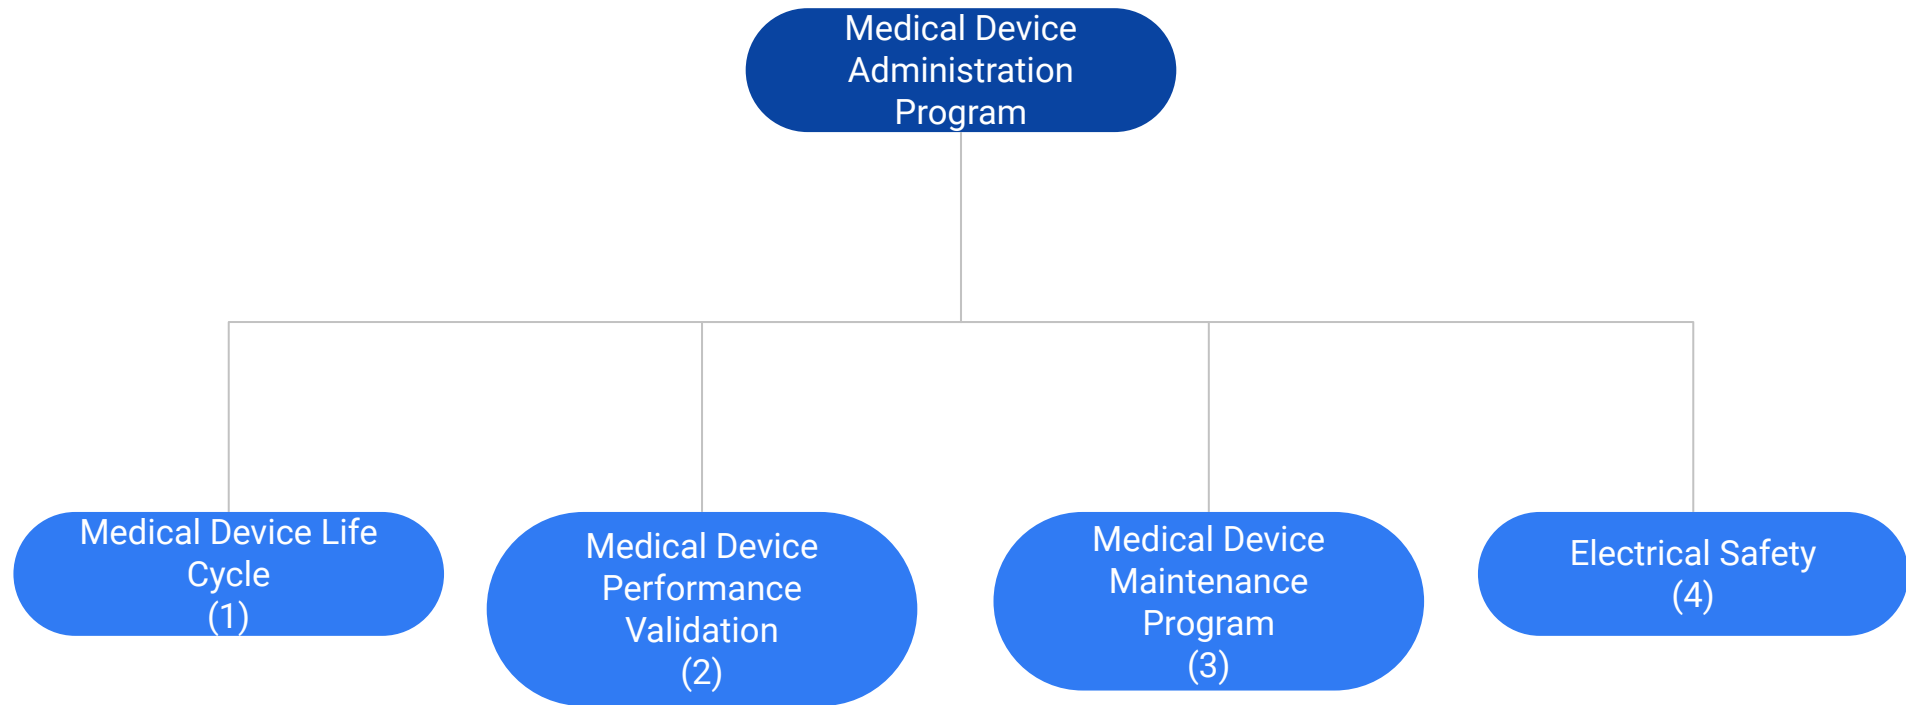 Medical Device
Administration
Program
Medical Device Life
Cycle
(1)
Medical Device
Performance
Validation
(2)
Medical Device
Maintenance
Program
(3)
Electrical Safety
(4)